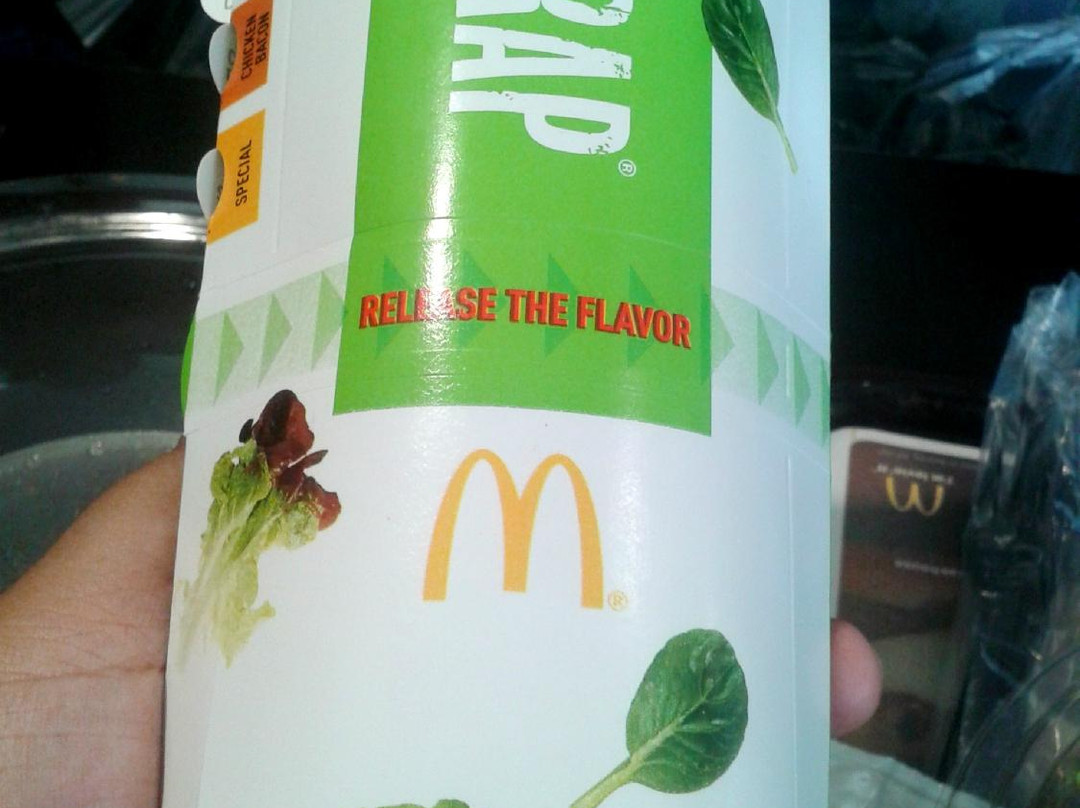 CHICKEN
BACON
SPECIAL
RAP®
RELEASE THE FLAVOR
M®